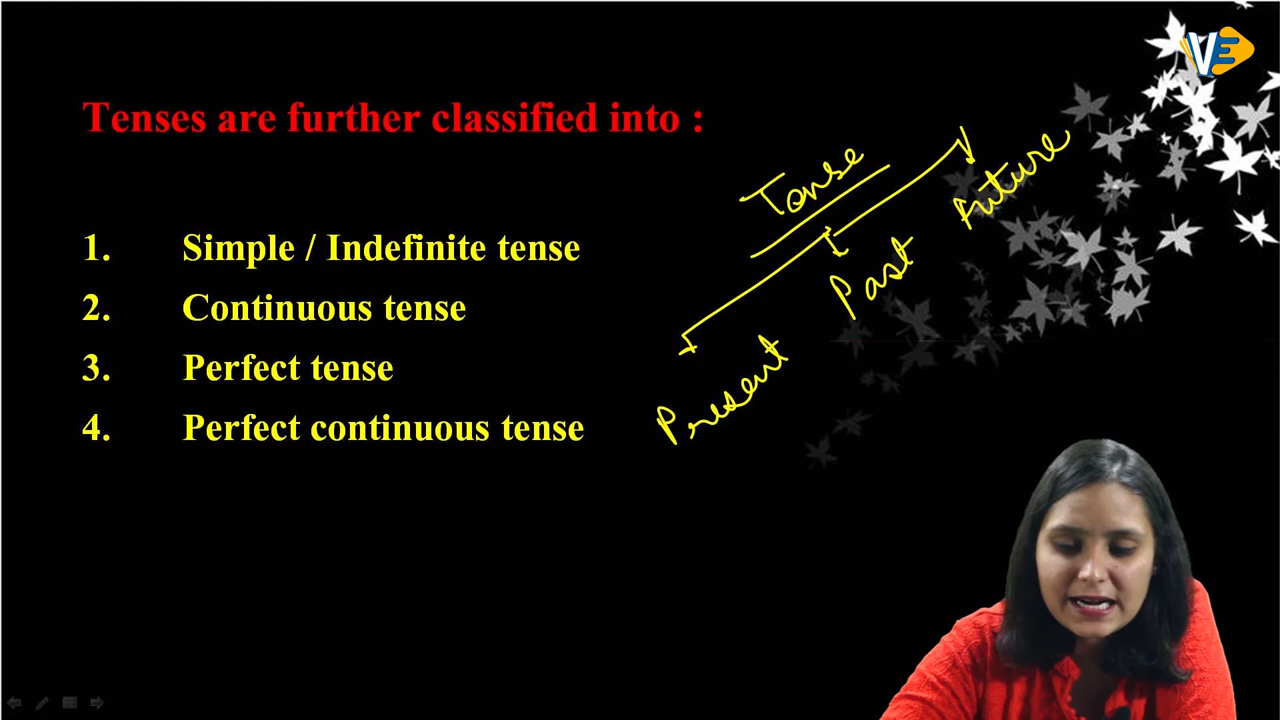 Tenses are further classified into :
1. Simple / Indefinite tense
2. Continuous tense
3. Perfect tense
4. Perfect continuous tense
Tense
Present
Past
Future
VE